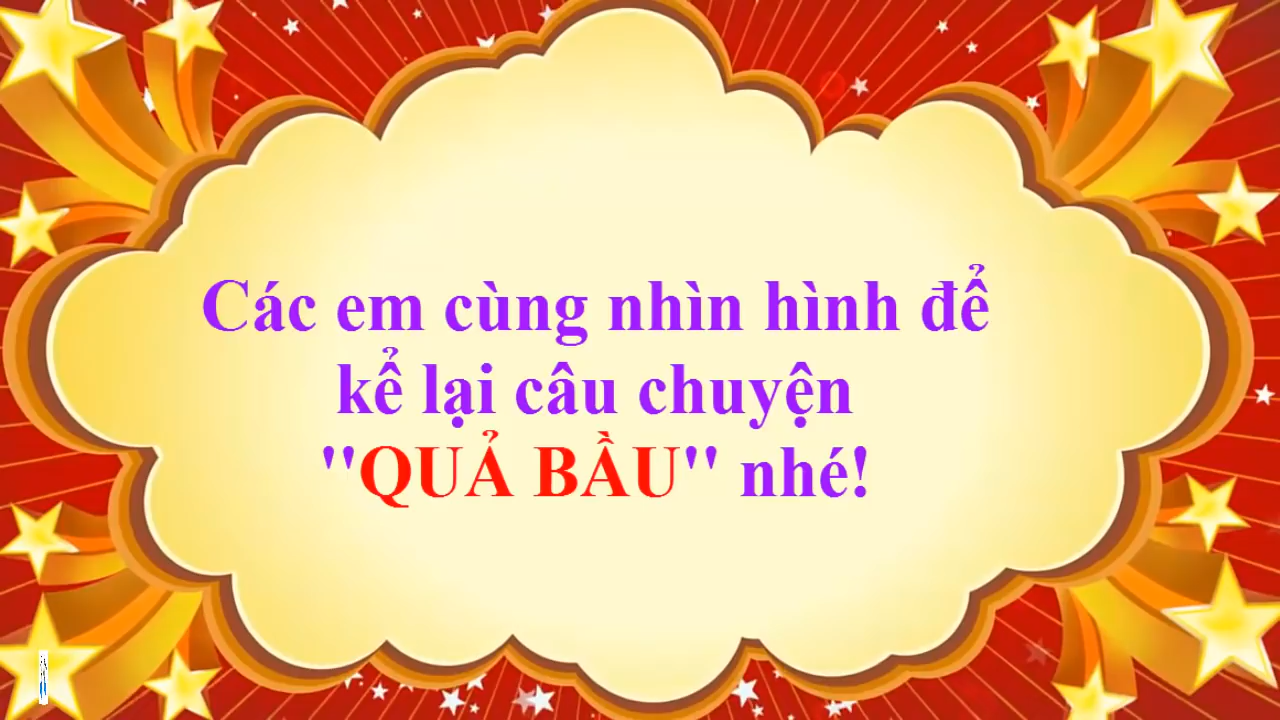 Các em cùng nhìn hình để
kể lại câu chuyện
''QUẢ BẦU'' nhé!